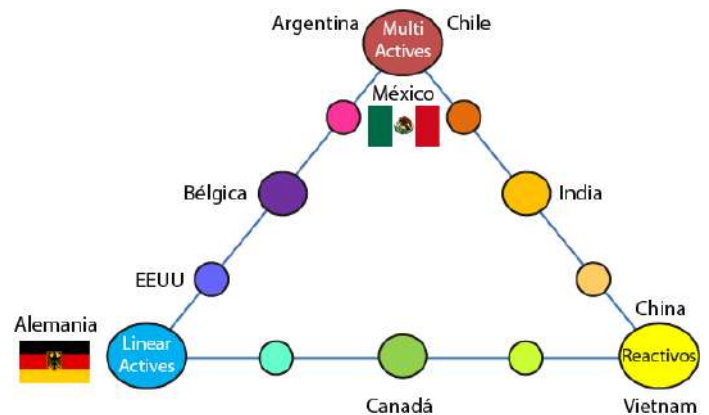 Argentina
Multi
Actives
Chile
México
Bélgica
India
EEUU
China
Alemania
Linear
Actives
Reactivos
Canadá
Vietnam